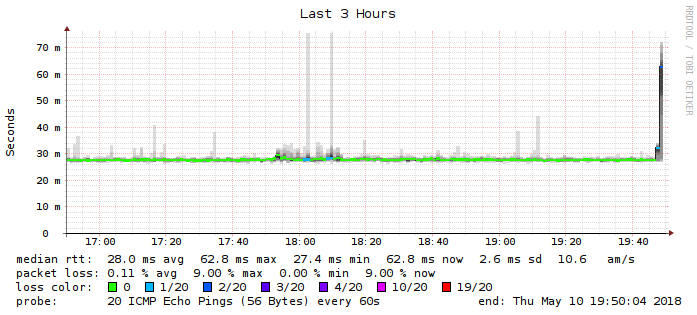 Last 3 Hours
RRDTOOL / TOBI OETIKER
Seconds
70 m
60 m
50 m
40 m
30 m
20 m
10 m
0
17:00 17:20 17:40 18:00 18:20 18:40 19:00 19:20 19:40
median rtt: 28.0 ms avg 62.8 ms max 27.4 ms min 62.8 ms now 2.6 ms sd 10.6 am/s
packet loss: 0.11 % avg 9.00 % max 0.00 % min 9.00 % now
loss color: 0 1/20 2/20 3/20 4/20 10/20 19/20
probe: 20 ICMP Echo Pings (56 Bytes) every 60s end: Thu May 10 19:50:04 2018